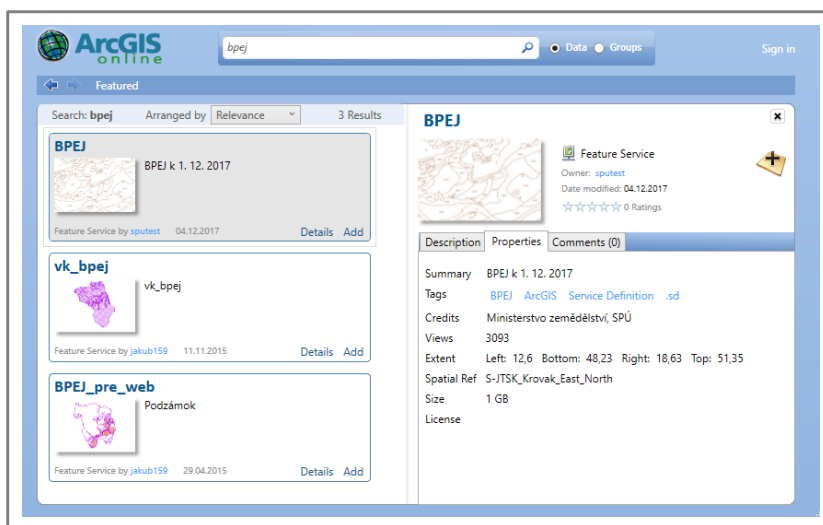 ArcGIS
online
bpej
Data Groups
Sign in
Featured
Search: bpej Arranged by Relevance 3 Results
BPEJ
BPEJ k 1. 12. 2017
Feature Service by sputest 04.12.2017 Details Add
vk_bpej
vk_bpej
Feature Service by jakub159 11.11.2015 Details Add
BPEJ_pre_web
Podzámok
Feature Service by jakub159 29.04.2015 Details Add
BPEJ
Feature Service
Owner: sputest
Date modified: 04.12.2017
0 Ratings
Description Properties Comments (0)
Summary BPEJ k 1. 12. 2017
Tags BPEJ ArcGIS Service Definition .sd
Credits Ministerstvo zemědělství, SPÚ
Views 3093
Extent Left: 12,6 Bottom: 48,23 Right: 18,63 Top: 51,35
Spatial Ref S-JTSK_Krovak_East_North
Size 1 GB
License